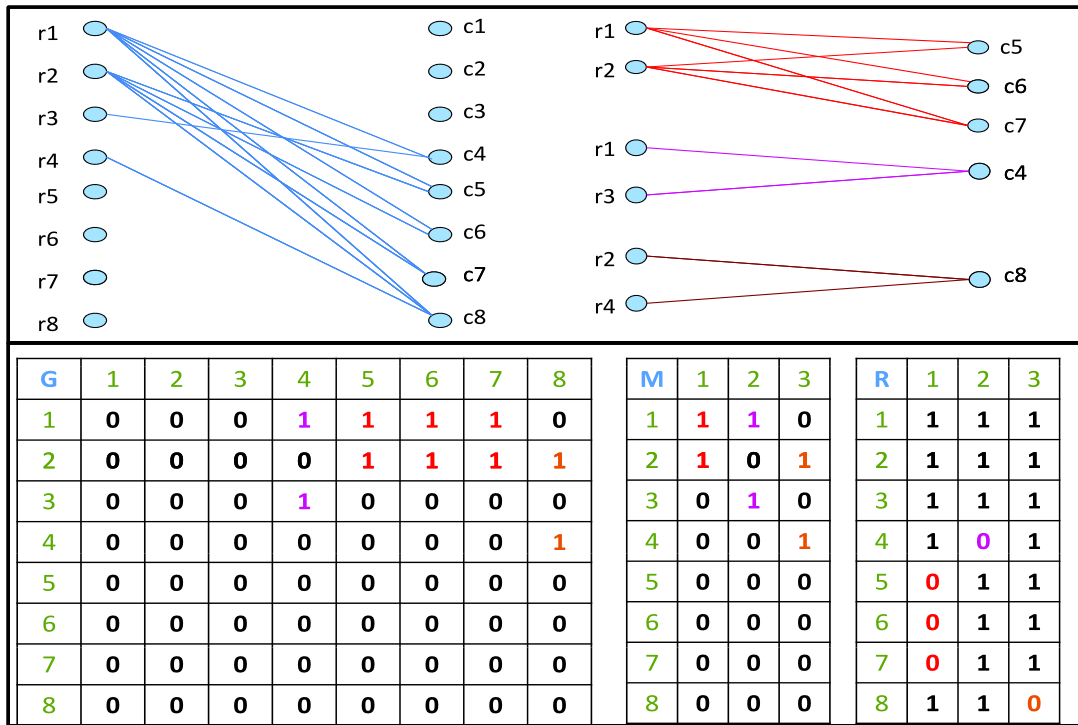 r1 c1
r2 c2
r3 c3
r4 c4
r5 c5
r6 c6
r7 c7
r8 c8
r1 c5
r2 c6
c7
r1 c4
r3
r2 c8
r4
G 1 2 3 4 5 6 7 8
1 0 0 0 1 1 1 1 0
2 0 0 0 0 1 1 1 1
3 0 0 0 1 0 0 0 0
4 0 0 0 0 0 0 0 1
5 0 0 0 0 0 0 0 0
6 0 0 0 0 0 0 0 0
7 0 0 0 0 0 0 0 0
8 0 0 0 0 0 0 0 0
M 1 2 3
1 1 1 0
2 1 0 1
3 0 1 0
4 0 0 1
5 0 0 0
6 0 0 0
7 0 0 0
8 0 0 0
R 1 2 3
1 1 1 1
2 1 1 1
3 1 1 1
4 1 0 1
5 0 1 1
6 0 1 1
7 0 1 1
8 1 1 0